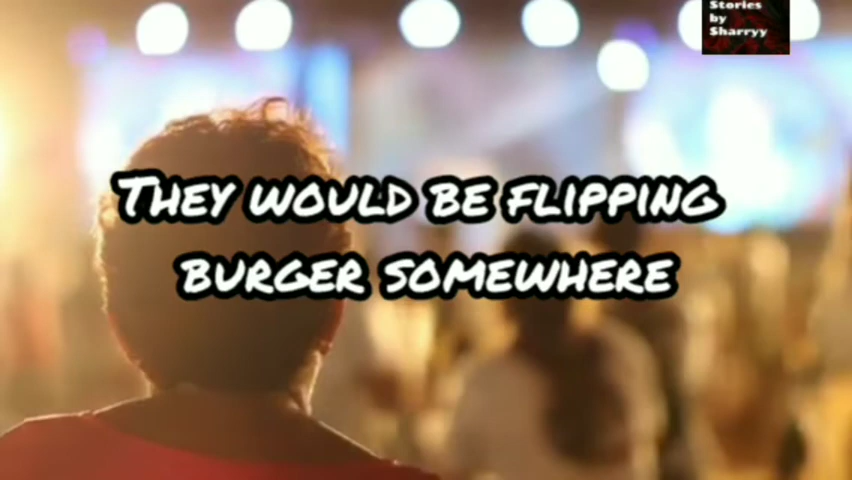 Stories
by
Sharryy
THEY WOULD BE FLIPPING
BURGER SOMEWHERE